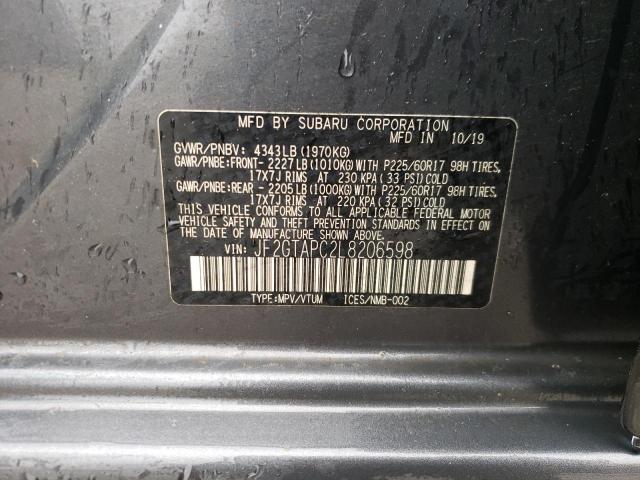 MFD BY SUBARU CORPORATION
MFD IN 10/19
GVWR/PNBV: 4343LB (1970KG)
GAWR/PNBE:FRONT- 2227LB(1010KG)WITH P225/60R17 98H TIRES,
17X7J RIMS AT 230 KPA (33 PSI)COLD
GAWR/PNBE:REAR - 2205LB(1000KG)WITH P225/60R17 98H TIRES,
17X7J RIMS AT 220 KPA (32 PSI)COLD
THIS VEHICLE CONFORMS TO ALL APPLICABLE FEDERAL MOTOR
VEHICLE SAFETY AND THEFT PREVENTION STANDARDS IN EFFECT ON
THE DATE OF MANUFACTURE SHOWN ABOVE.
VIN: JF2GTAPC2L8206598
TYPE:MPV/VTUM ICES/NMB-002